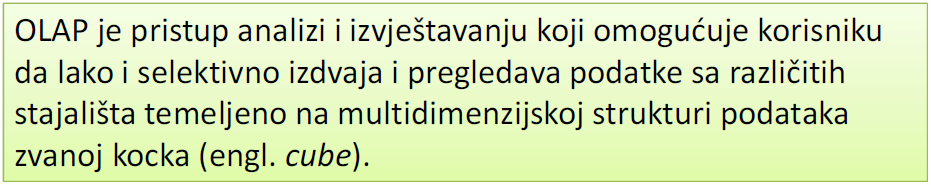 OLAP je pristup analizi i izvještavanju koji omogućuje korisniku
da lako i selektivno izdvaja i pregledava podatke sa različitih
stajališta temeljeno na multidimenzijskoj strukturi podataka
zvanoj kocka (engl. cube).